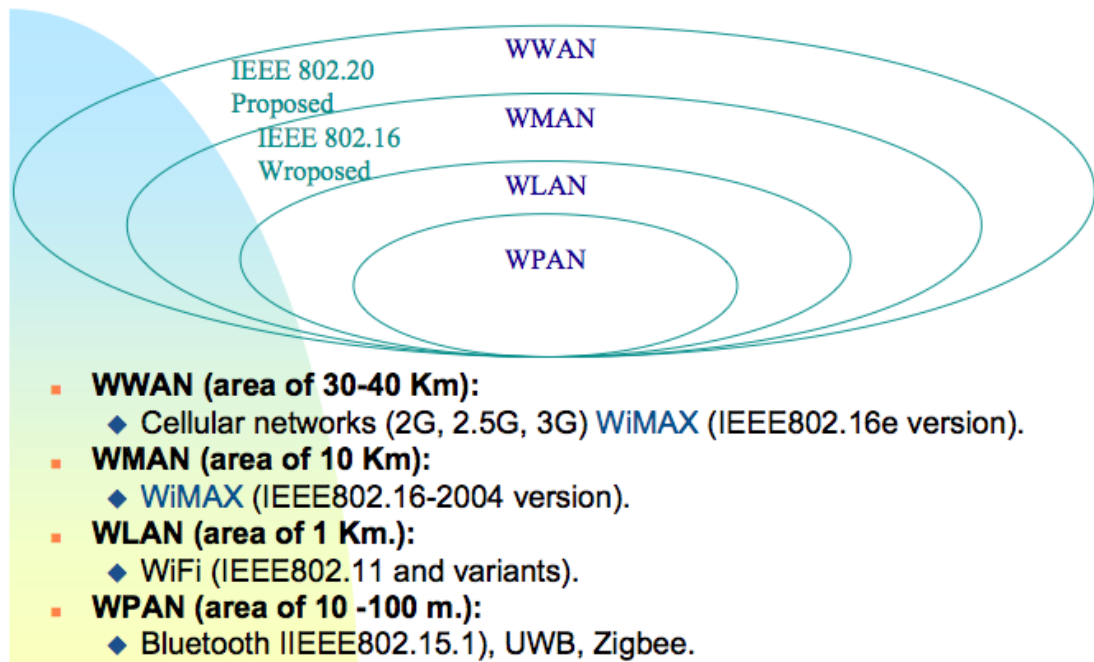 WWAN
IEEE 802.20
Proposed
WMAN
IEEE 802.16
Wroposed
WLAN
WPAN
WWAN (area of 30-40 Km):
Cellular networks (2G, 2.5G, 3G) WiMAX (IEEE802.16e version).
WMAN (area of 10 Km):
WiMAX (IEEE802.16-2004 version).
WLAN (area of 1 Km.):
WiFi (IEEE802.11 and variants).
WPAN (area of 10 -100 m.):
Bluetooth IIEEE802.15.1), UWB, Zigbee.